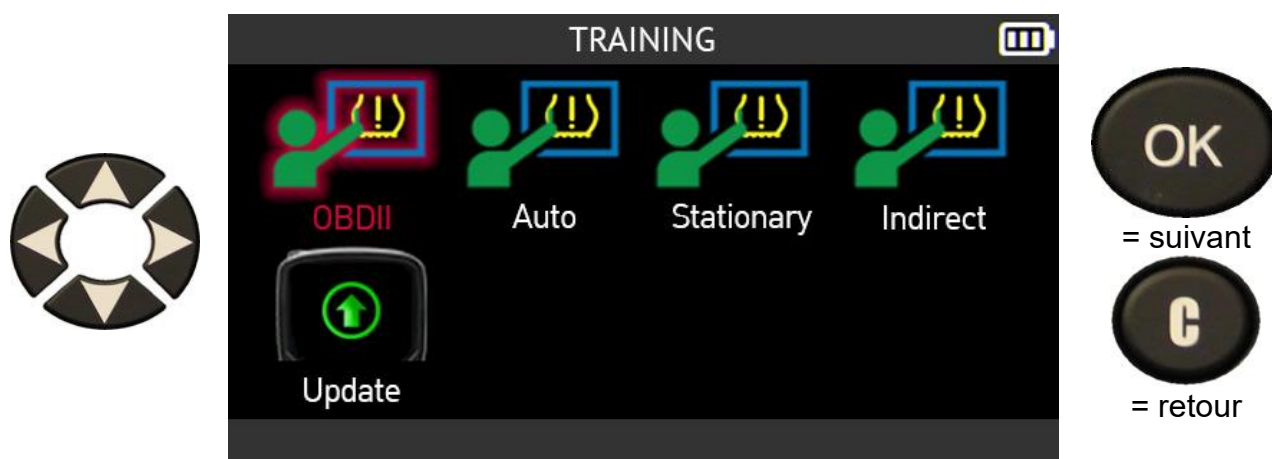 TRAINING
OBDII
Auto
Stationary
Indirect
Update
OK
= suivant
C
= retour